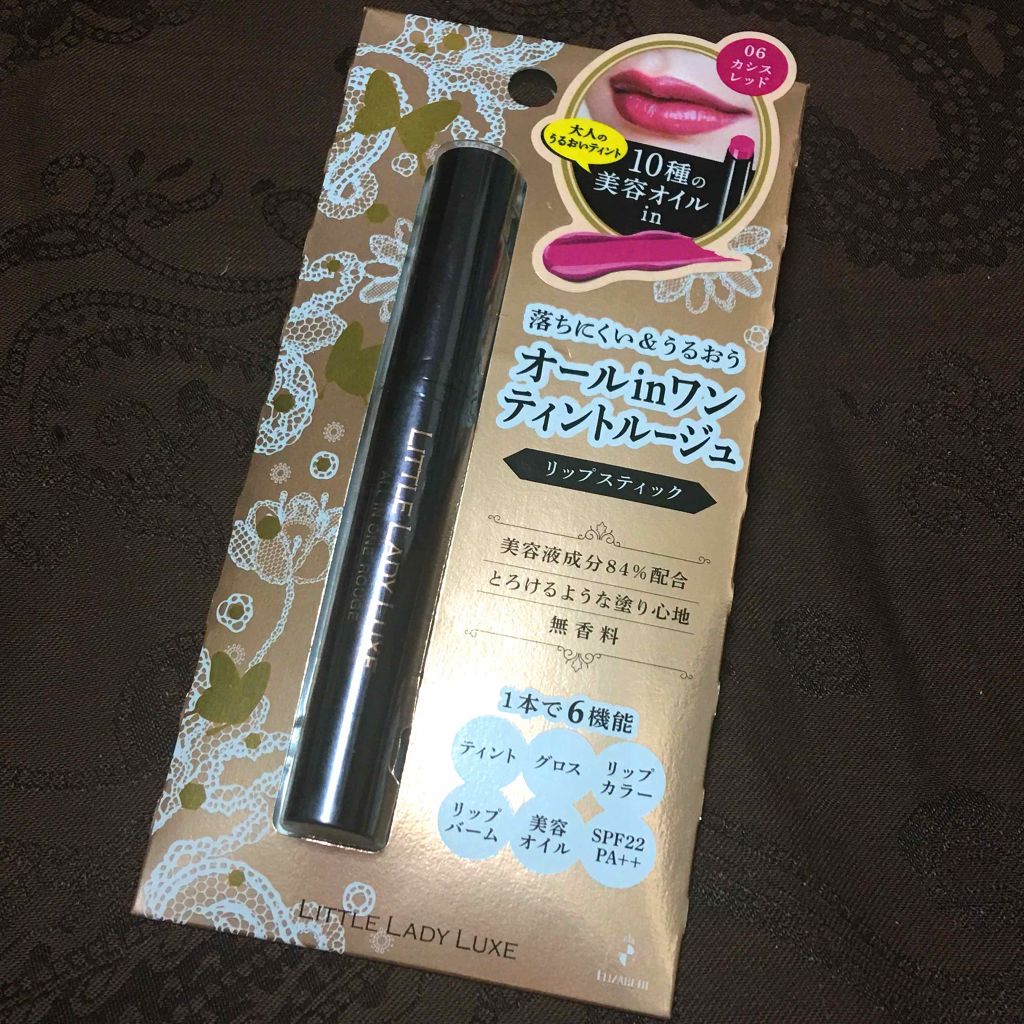 06
カシス
レッド
大人の
うるおいティント
10種の
美容オイル
in
落ちにくい&うるおう
オールinワン
ティントルージュ
リップスティック
美容液成分84%配合
とろけるような塗り心地
無香料
1本で6機能
ティント
グロス
リップ
カラー
リップ
バーム
美容
オイル
SPF22
PA++
LITTLE LADY LUXE
ALL IN ONE ROUGE
LITTLE LADY LUXE
ELIZABETH